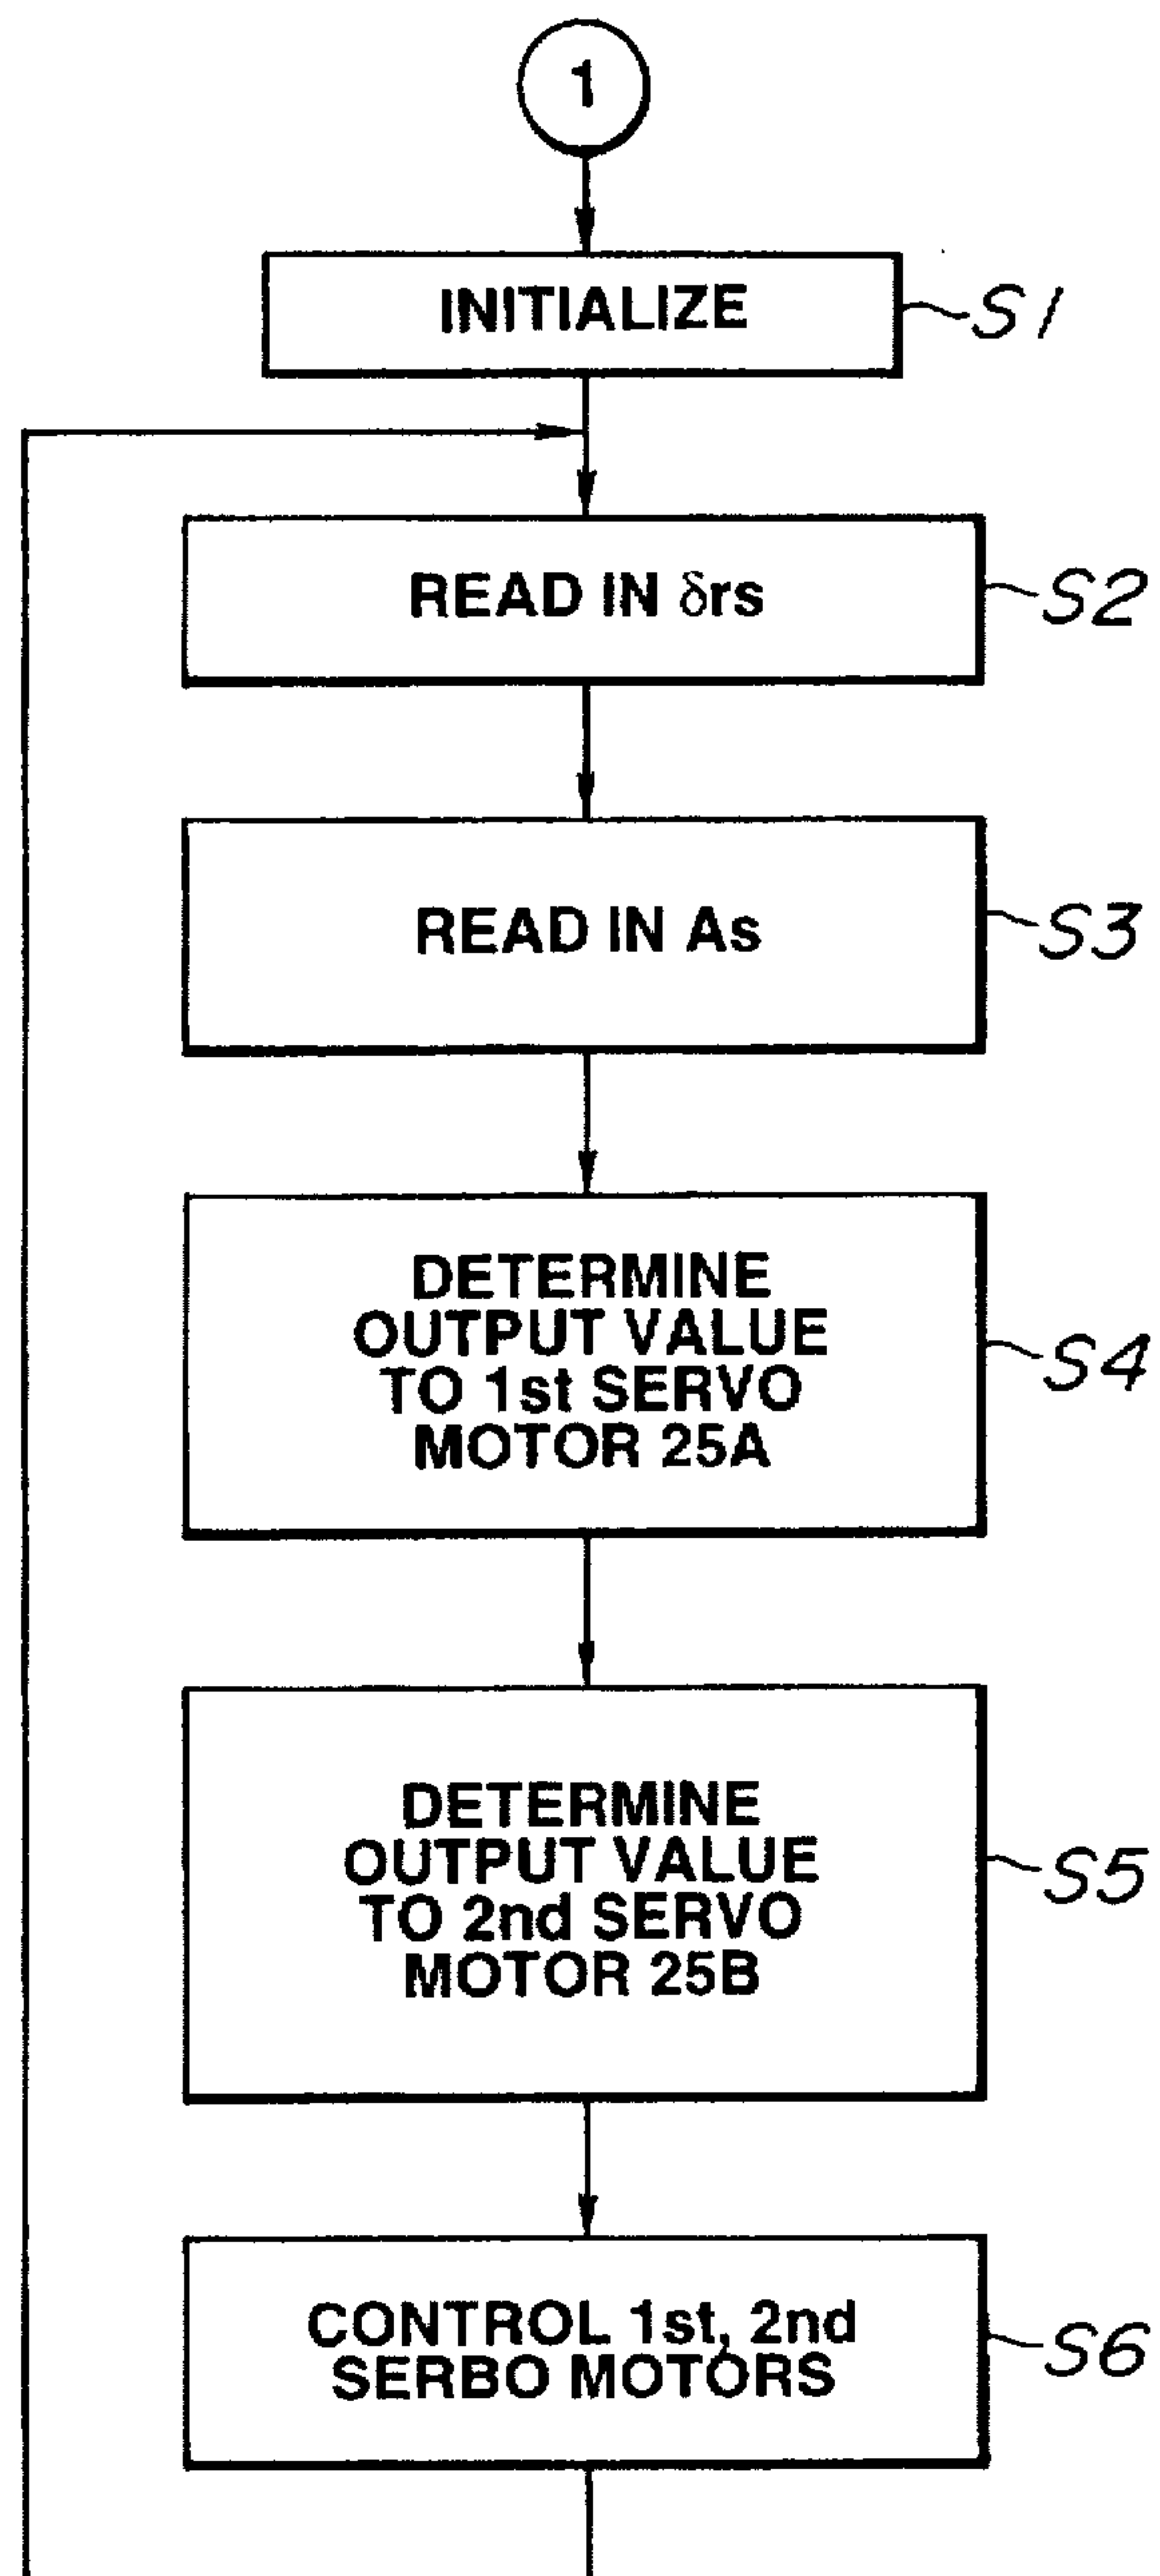 1
INITIALIZE
S1
READ IN δrs
S2
READ IN As
S3
DETERMINE
OUTPUT VALUE
TO 1st SERVO
MOTOR 25A
S4
DETERMINE
OUTPUT VALUE
TO 2nd SERVO
MOTOR 25B
S5
CONTROL 1st, 2nd
SERBO MOTORS
S6